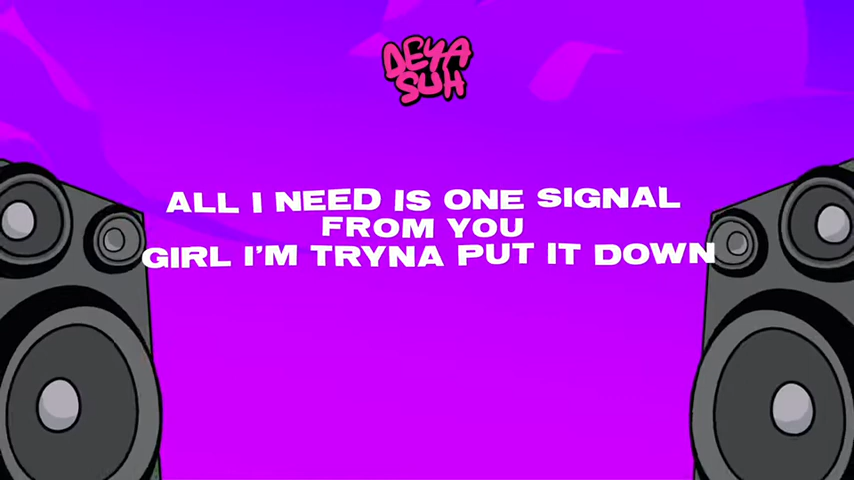 DEYA
SUH
ALL I NEED IS ONE SIGNAL
FROM YOU
GIRL I'M TRYNA PUT IT DOWN